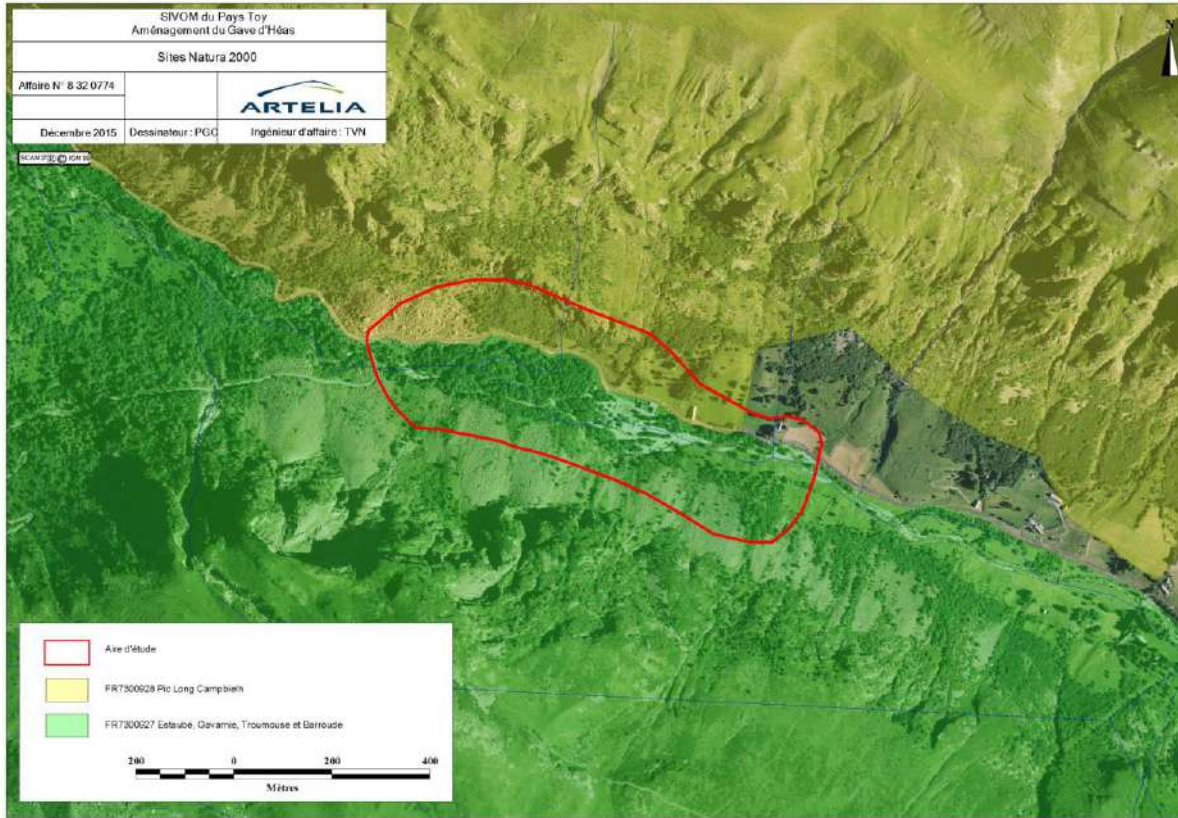 SIVOM du Pays Toy
Aménagement du Gave d'Héas
Sites Natura 2000
Affaire N° 8 32 0774
ARTELIA
Décembre 2015
Dessinateur : PGC
Ingénieur d'affaire : TVN
N
Aire d'étude
FR7300928 Pic Long Campbielh
FR7300927 Estaubé, Gavarnie, Troumouse et Barroude
200 0 200 400
Mètres